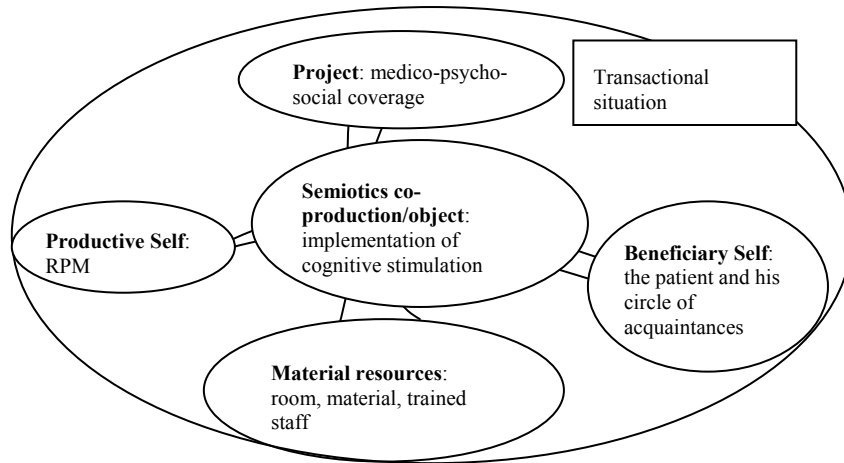 Project: medico-psycho-
social coverage
Transactional
situation
Semiotics co-
production/object:
implementation of
cognitive stimulation
Productive Self:
RPM
Beneficiary Self:
the patient and his
circle of
acquaintances
Material resources:
room, material, trained
staff